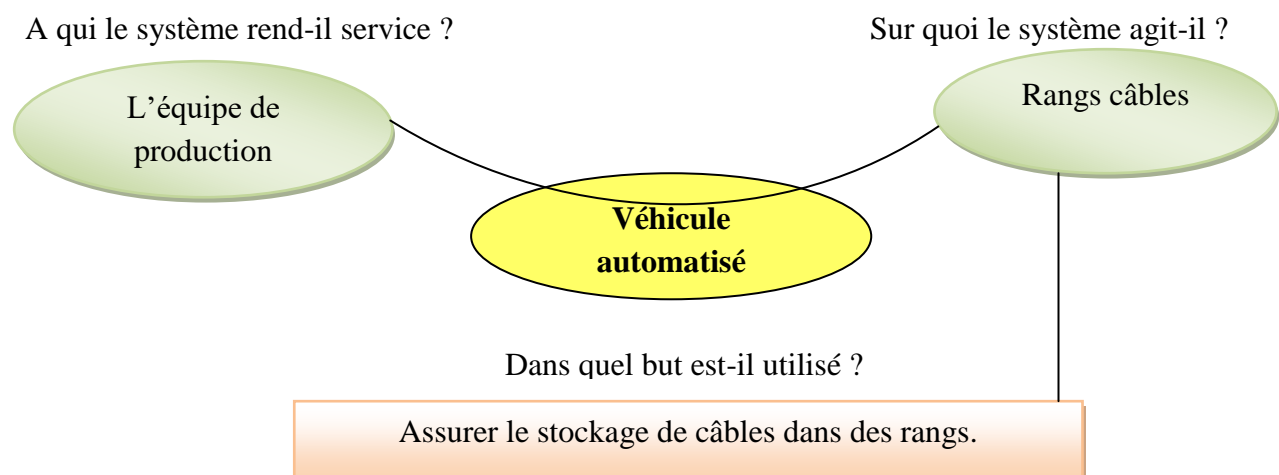 A qui le système rend-il service ?
Sur quoi le système agit-il ?
L’équipe de
production
Rangs câbles
Véhicule
automatisé
Dans quel but est-il utilisé ?
Assurer le stockage de câbles dans des rangs.